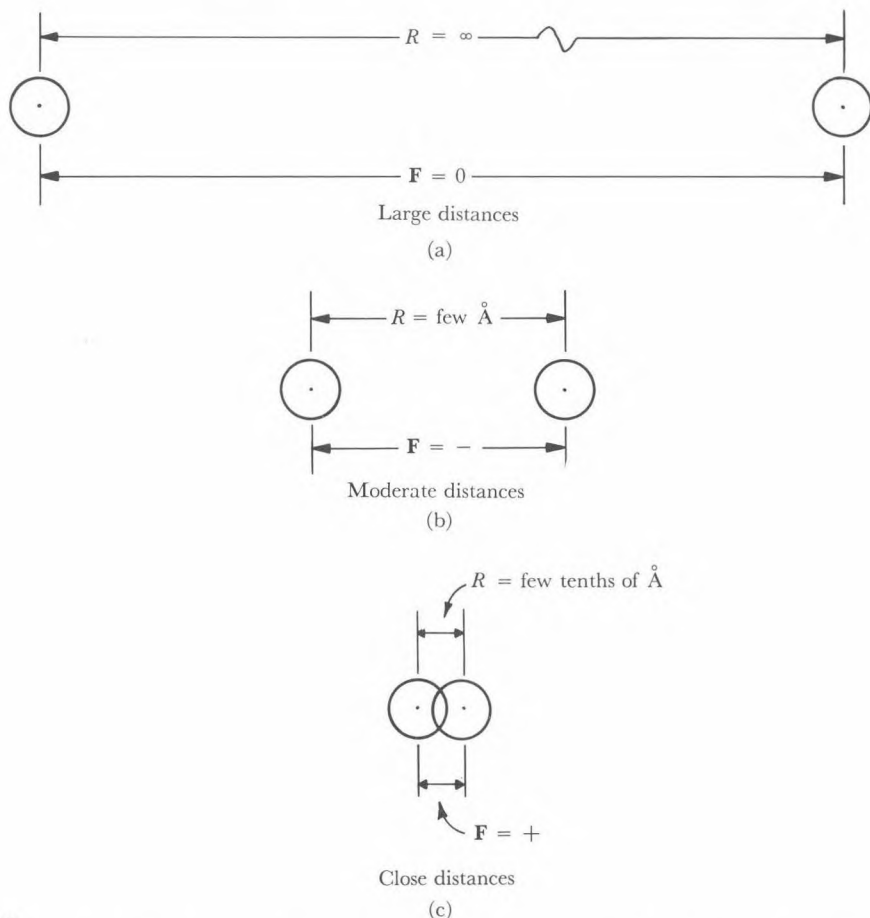 R = ∞
F = 0
Large distances
(a)
R = few Å
F = −
Moderate distances
(b)
R = few tenths of Å
F = +
Close distances
(c)